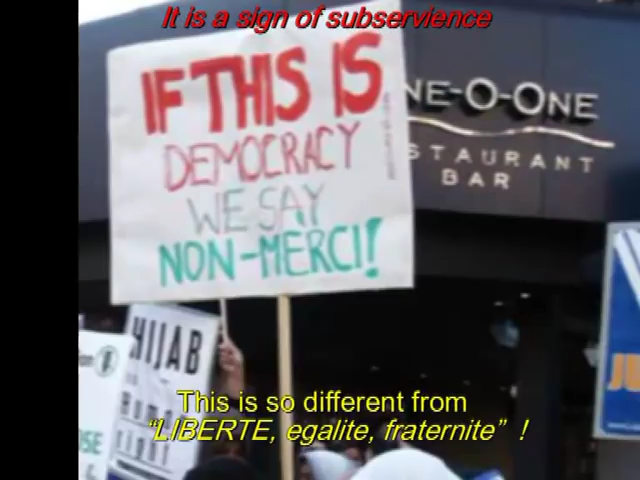 It is a sign of subservience
IF THIS IS
DEMOCRACY
WE SAY
NON-MERCI!
NE-O-ONE
STAURANT
BAR
HIJAB
right
This is so different from
"LIBERTE, egalite, fraternite" !